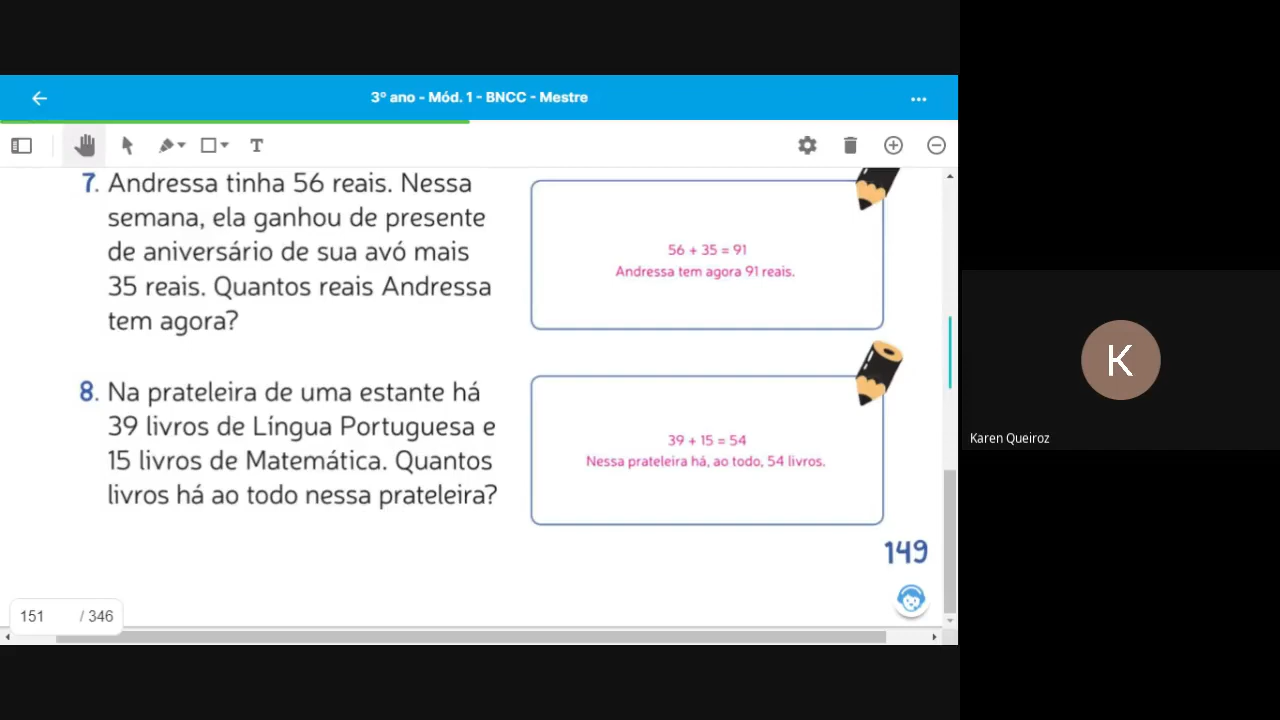 3º ano - Mód. 1 - BNCC - Mestre
T
7. Andressa tinha 56 reais. Nessa
semana, ela ganhou de presente
de aniversário de sua avó mais
35 reais. Quantos reais Andressa
tem agora?
56 + 35 = 91
Andressa tem agora 91 reais.
8. Na prateleira de uma estante há
39 livros de Língua Portuguesa e
15 livros de Matemática. Quantos
livros há ao todo nessa prateleira?
39 + 15 = 54
Nessa prateleira há, ao todo, 54 livros.
149
151 / 346
K
Karen Queiroz